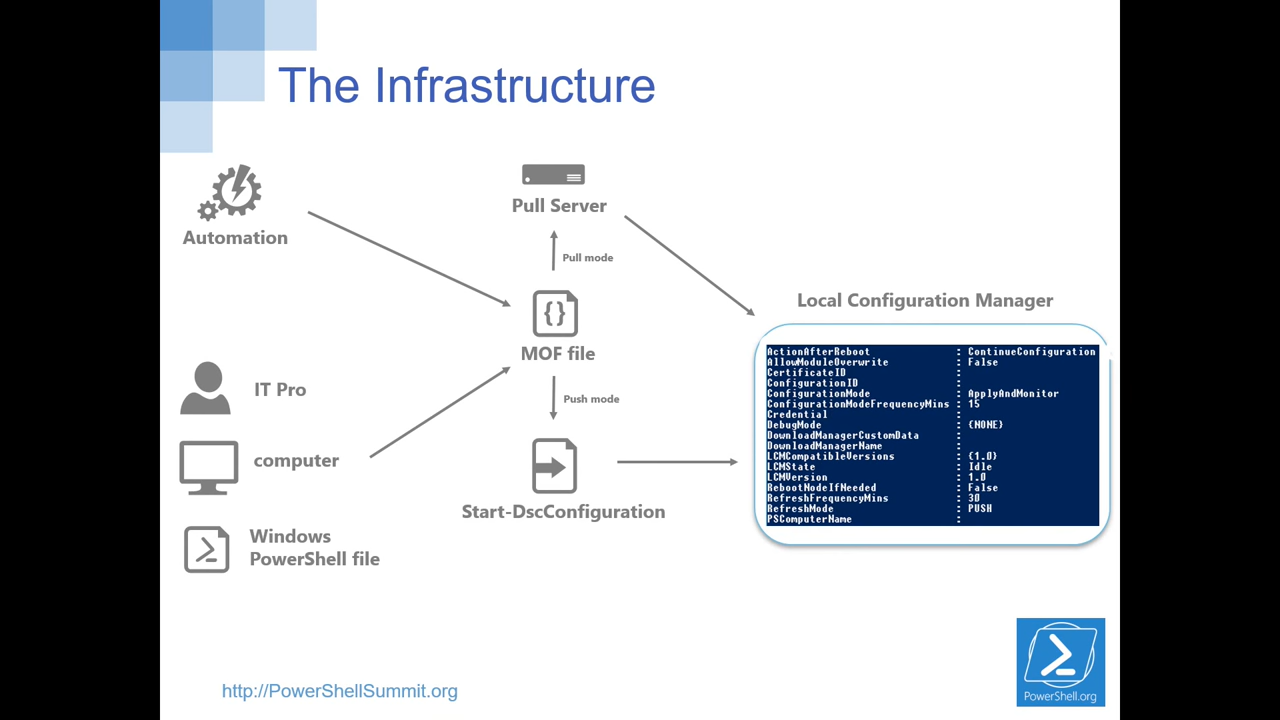 The Infrastructure
Automation
Pull Server
Pull mode
MOF file
Push mode
Start-DscConfiguration
IT Pro
computer
Windows
PowerShell file
Local Configuration Manager
ActionAfterReboot : ContinueConfiguration
AllowModuleOverwrite : False
CertificateID :
ConfigurationID :
ConfigurationMode : ApplyAndMonitor
ConfigurationModeFrequencyMins : 15
Credential :
DebugMode : {NONE}
DownloadManagerCustomData :
DownloadManagerName :
LCMCompatibleVersions : {1.0}
LCMState : Idle
LCMVersion : 1.0
RebootNodeIfNeeded : False
RefreshFrequencyMins : 30
RefreshMode : PUSH
PSComputerName :
http://PowerShellSummit.org
PowerShell.org